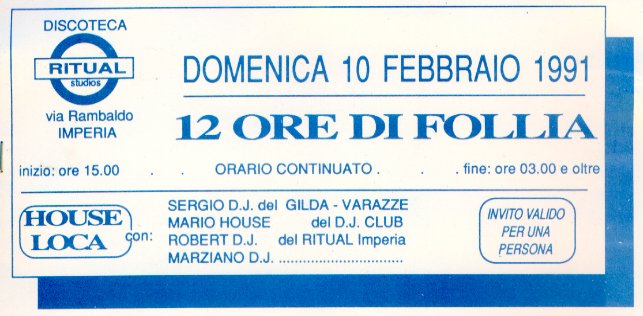 DISCOTECA
RITUAL
studios
via Rambaldo
IMPERIA
DOMENICA 10 FEBBRAIO 1991
12 ORE DI FOLLIA
inizio: ore 15.00 . . ORARIO CONTINUATO . . . fine: ore 03.00 e oltre
HOUSE
LOCA
con:
SERGIO D.J. del GILDA - VARAZZE
MARIO HOUSE del D.J. CLUB
ROBERT D.J. del RITUAL Imperia
MARZIANO D.J. ................................
INVITO VALIDO
PER UNA
PERSONA